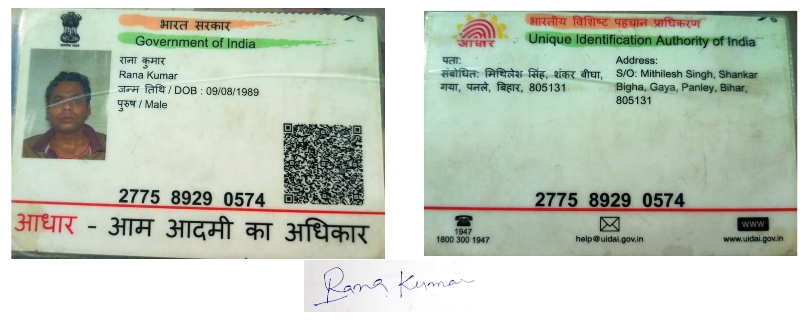 भारत सरकार
Government of India
राना कुमार
Rana Kumar
जन्म तिथि / DOB : 09/08/1989
पुरुष / Male
2775 8929 0574
आधार - आम आदमी का अधिकार
भारतीय विशिष्ट पहचान प्राधिकरण
आधार
Unique Identification Authority of India
पता:
संबोधित: मिथिलेश सिंह, शंकर बीघा,
गया, पनले, बिहार, 805131
Address:
S/O: Mithilesh Singh, Shankar
Bigha, Gaya, Panley, Bihar,
805131
2775 8929 0574
1947
1800 300 1947
help@uidai.gov.in
www
www.uidai.gov.in
Rana Kumar